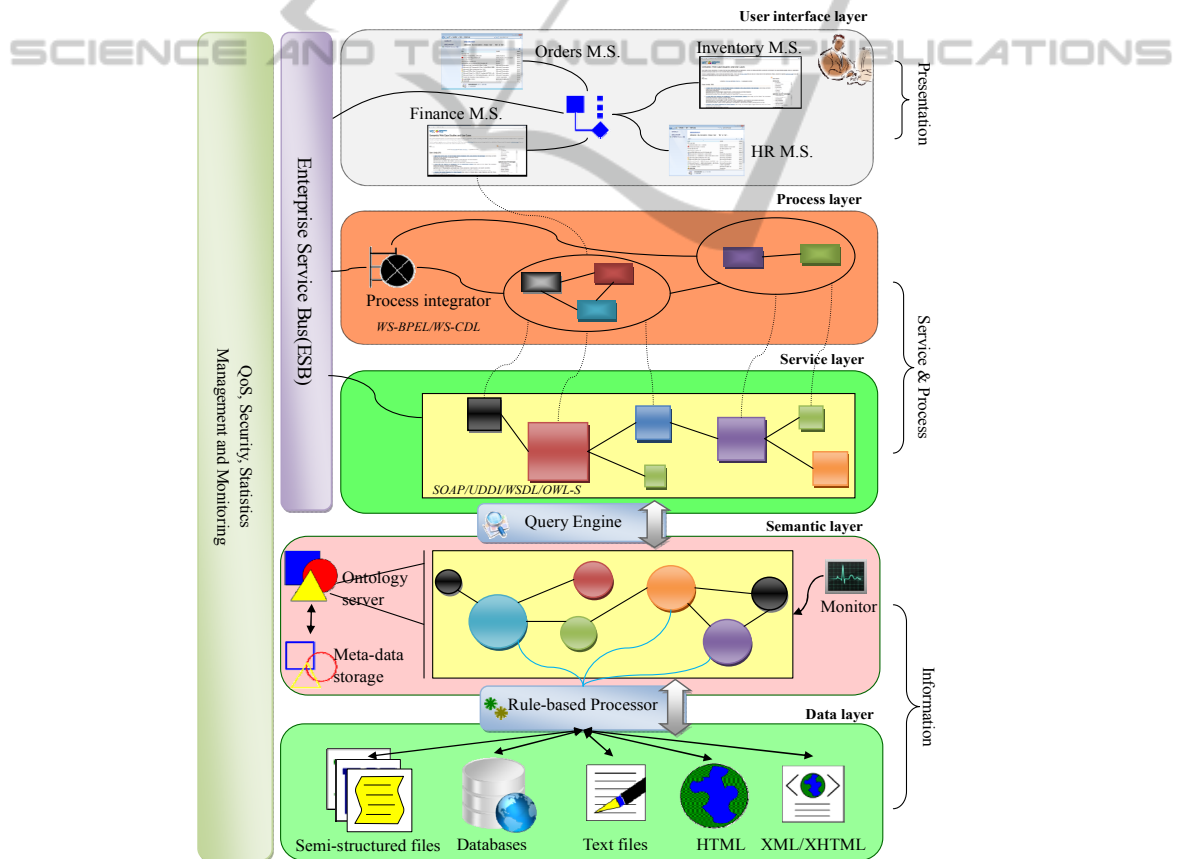 User interface layer
SCIENCE AND TECHNOLOGY PUBLICATIONS
Orders M.S.
Inventory M.S.
Finance M.S.
HR M.S.
Presentation
Process layer
Process integrator
WS-BPEL/WS-CDL
Enterprise Service
Bus(ESB)
Service layer
Service & Process
SOAP/UDDI/WSDL/OWL-S
QoS, Security, Statistics
Management and Monitoring
Query Engine
Semantic layer
Ontology
server
Monitor
Meta-data
storage
Rule-based Processor
Data layer
Information
Semi-structured files
Databases
Text files
HTML
XML/XHTML